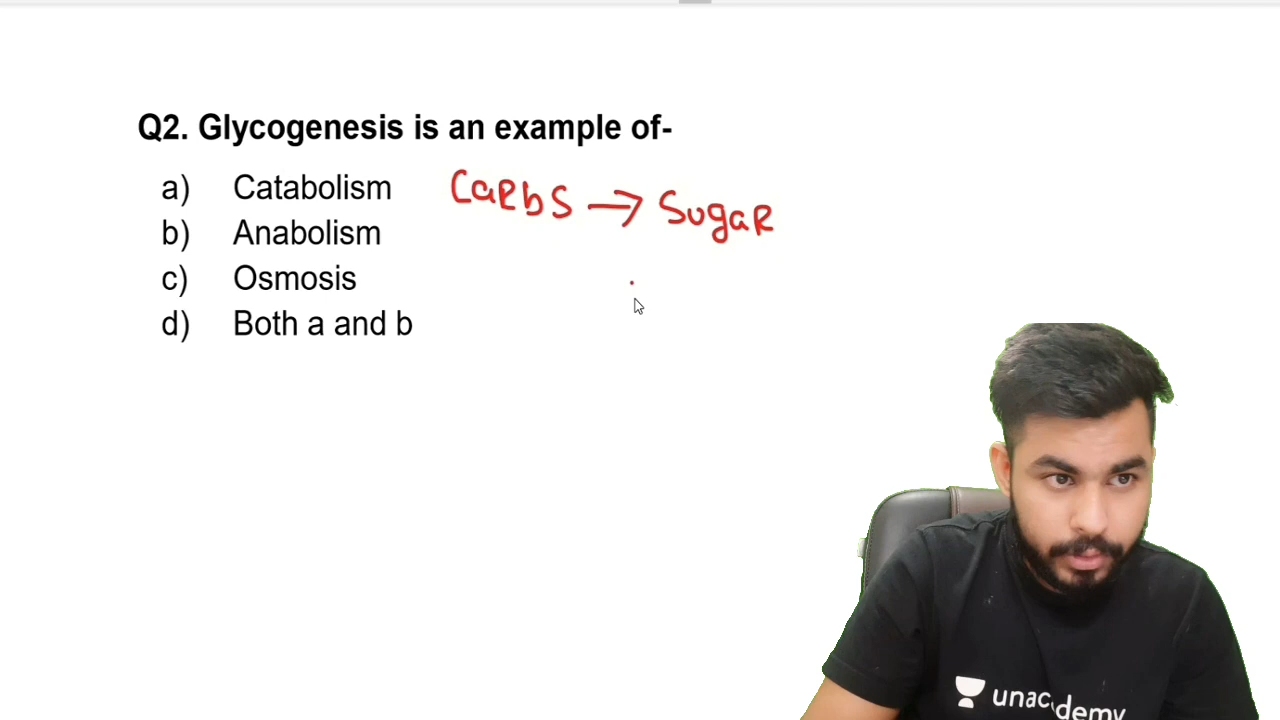 Q2. Glycogenesis is an example of-
a) Catabolism
CaRbS → SugaR
b) Anabolism
c) Osmosis
d) Both a and b
unacademy